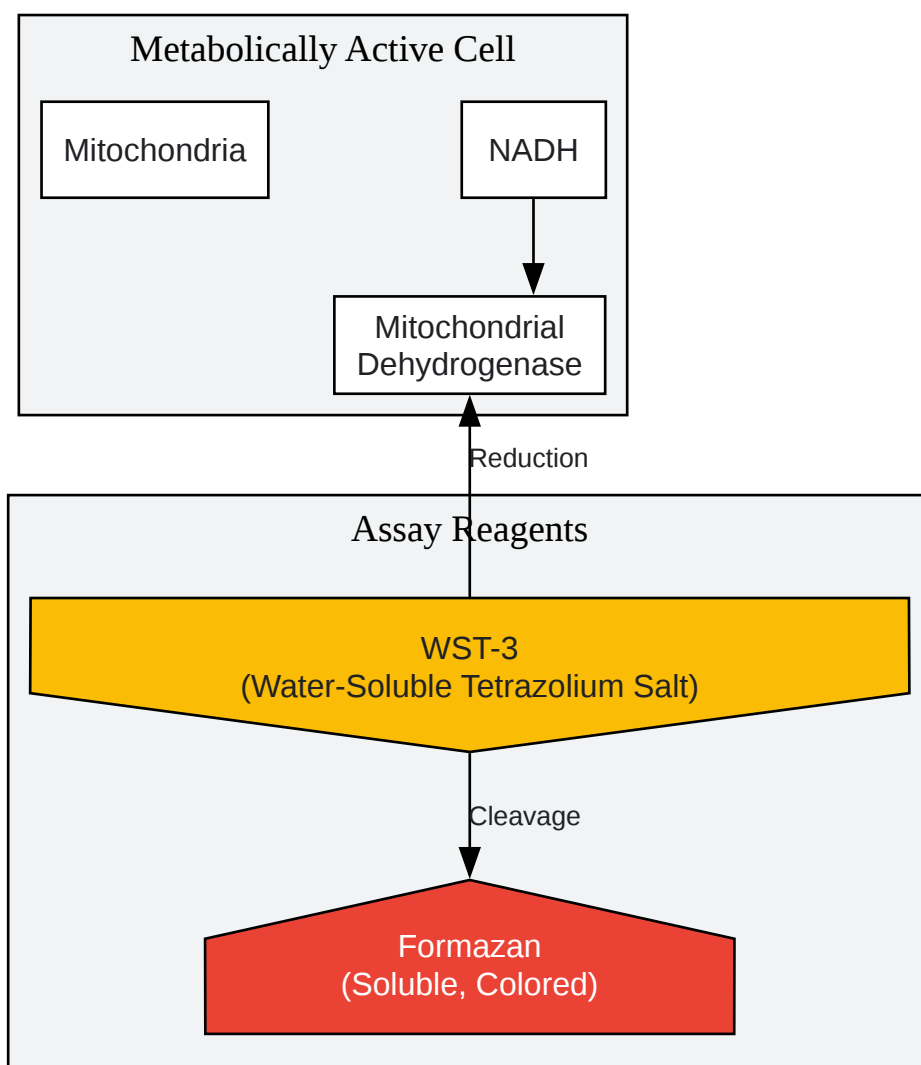 Metabolically Active Cell
Mitochondria
NADH
Mitochondrial
Dehydrogenase
Reduction
Assay Reagents
WST-3
(Water-Soluble Tetrazolium Salt)
Cleavage
Formazan
(Soluble, Colored)